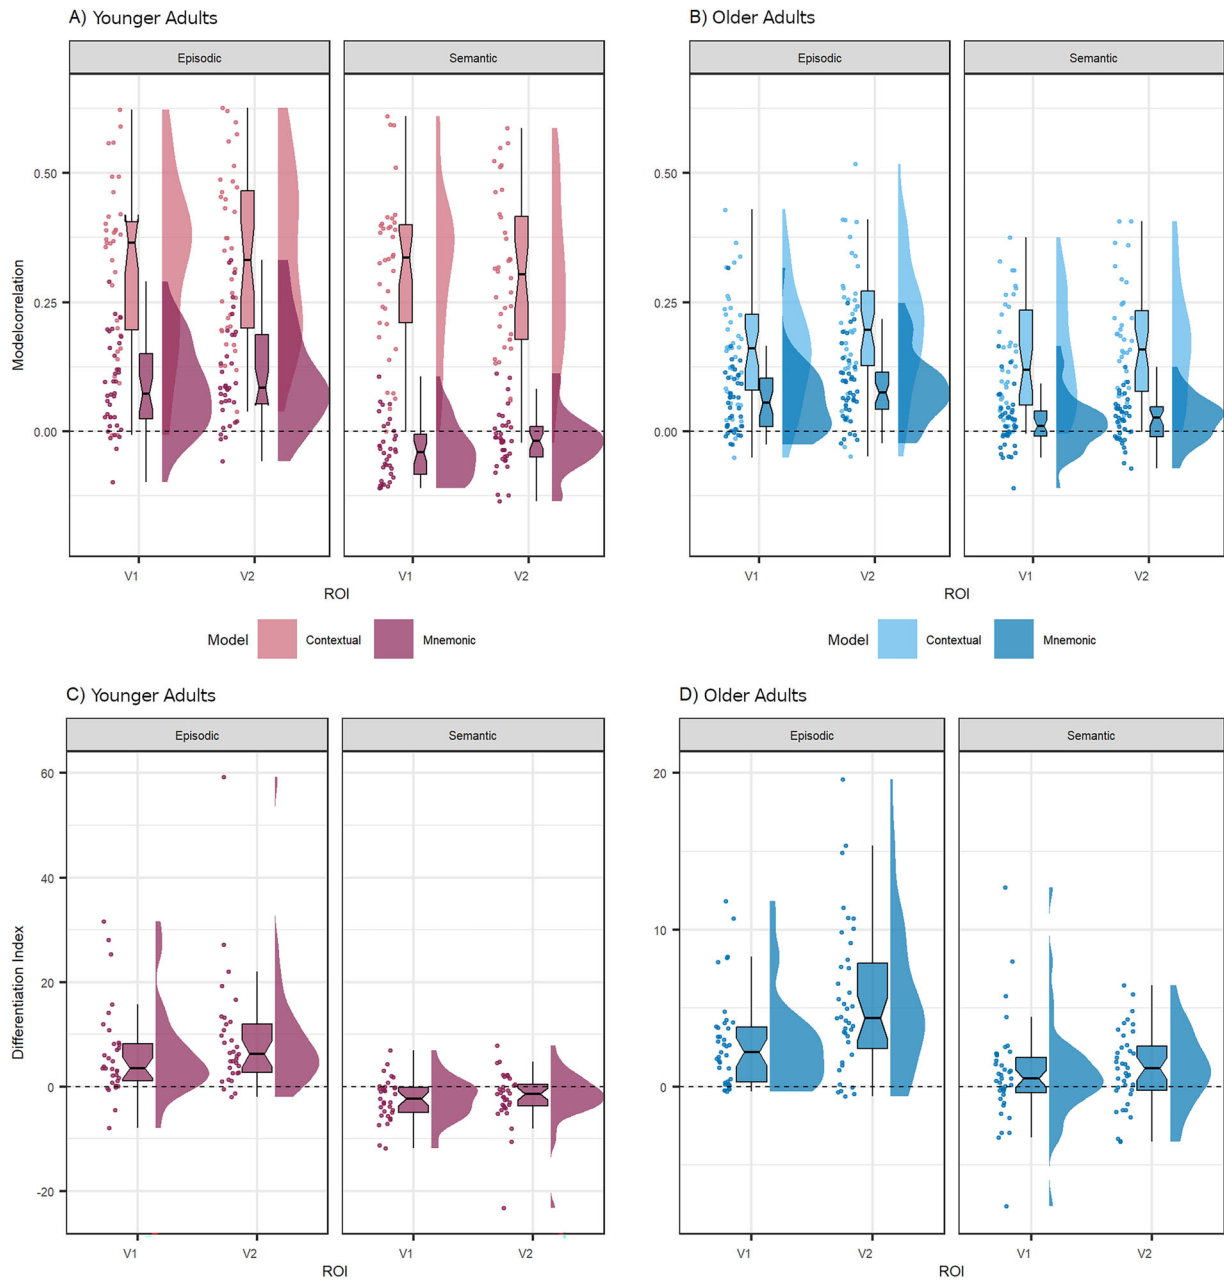 A) Younger Adults
B) Older Adults
Episodic
Semantic
Episodic
Semantic
Modelcorrelation
0.50
0.25
0.00
0.50
0.25
0.00
V1
V2
V1
V2
V1
V2
V1
V2
ROI
ROI
Model
Contextual
Mnemonic
Model
Contextual
Mnemonic
C) Younger Adults
D) Older Adults
Episodic
Semantic
Episodic
Semantic
Differentiation Index
60
40
20
0
-20
20
10
0
V1
V2
V1
V2
V1
V2
V1
V2
ROI
ROI